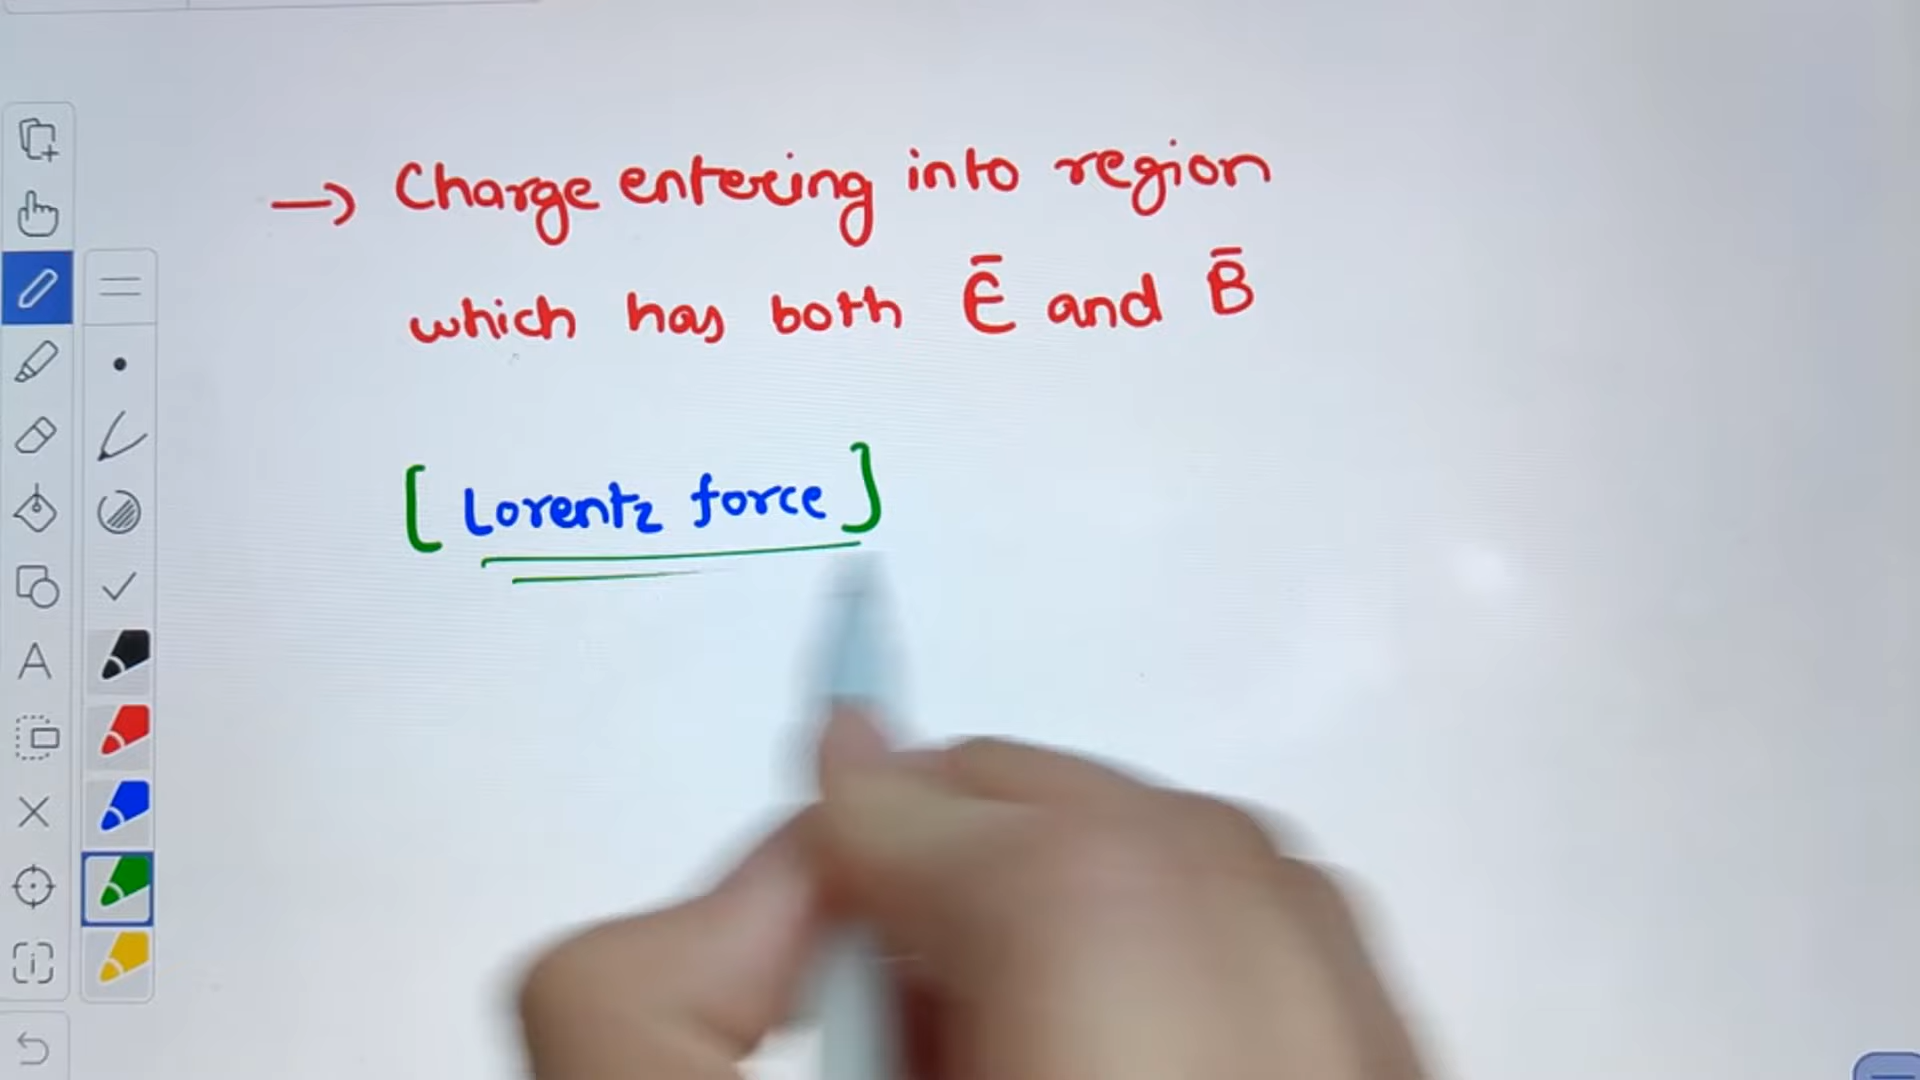 → Charge entering into region
which has both E̅ and B̅
[Lorentz force]
A